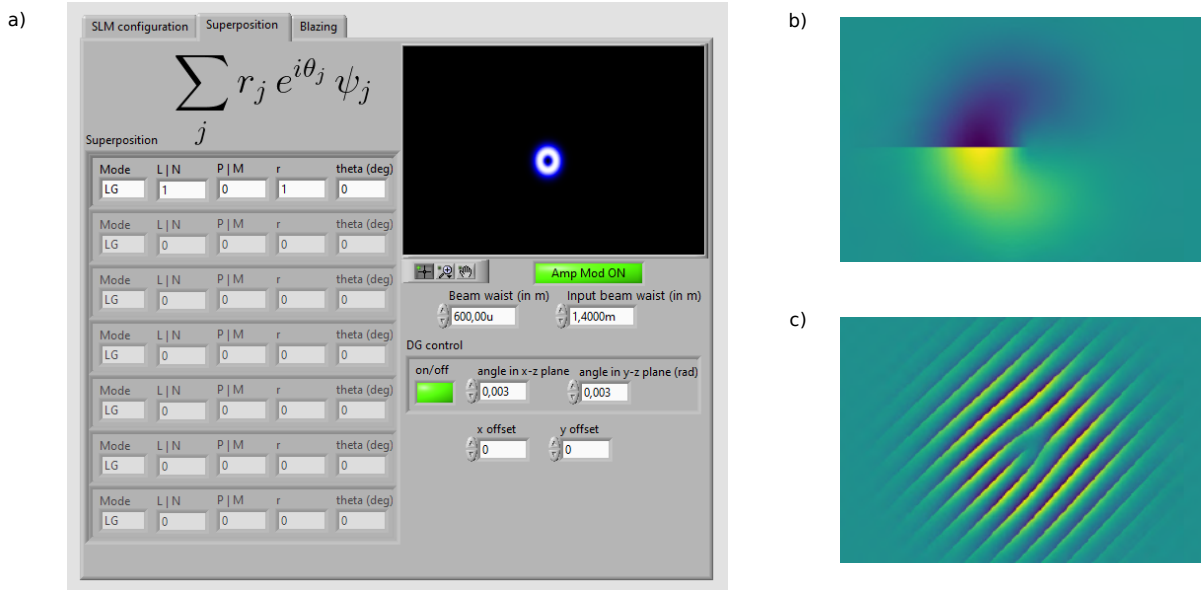 a)
SLM configuration Superposition Blazing
∑ r_j e^{iθ_j} ψ_j
j
Superposition
Mode L | N P | M r theta (deg)
LG 1 0 1 0
Mode L | N P | M r theta (deg)
LG 0 0 0 0
Mode L | N P | M r theta (deg)
LG 0 0 0 0
Mode L | N P | M r theta (deg)
LG 0 0 0 0
Mode L | N P | M r theta (deg)
LG 0 0 0 0
Mode L | N P | M r theta (deg)
LG 0 0 0 0
Mode L | N P | M r theta (deg)
LG 0 0 0 0
Amp Mod ON
Beam waist (in m) Input beam waist (in m)
600,00u 1,4000m
DG control
on/off angle in x-z plane angle in y-z plane (rad)
0,003 0,003
x offset y offset
0 0
b)
c)